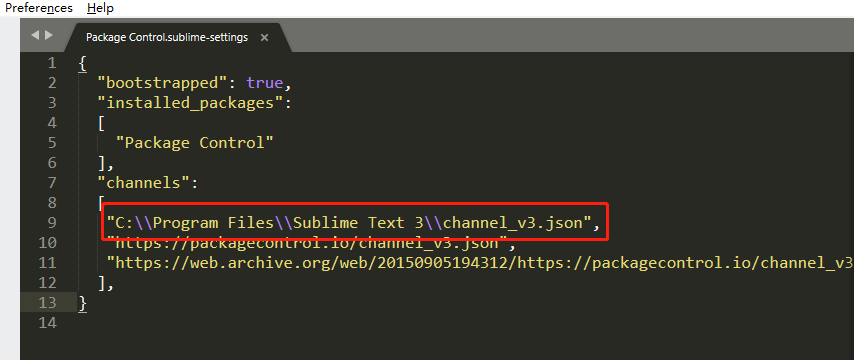 Preferences Help
Package Control.sublime-settings ×
1 {
2 "bootstrapped": true,
3 "installed_packages":
4 [
5 "Package Control"
6 ],
7 "channels":
8 [
9 "C:\\Program Files\\Sublime Text 3\\channel_v3.json",
10 "https://packagecontrol.io/channel_v3.json",
11 "https://web.archive.org/web/20150905194312/https://packagecontrol.io/channel_v3
12 ],
13 }
14